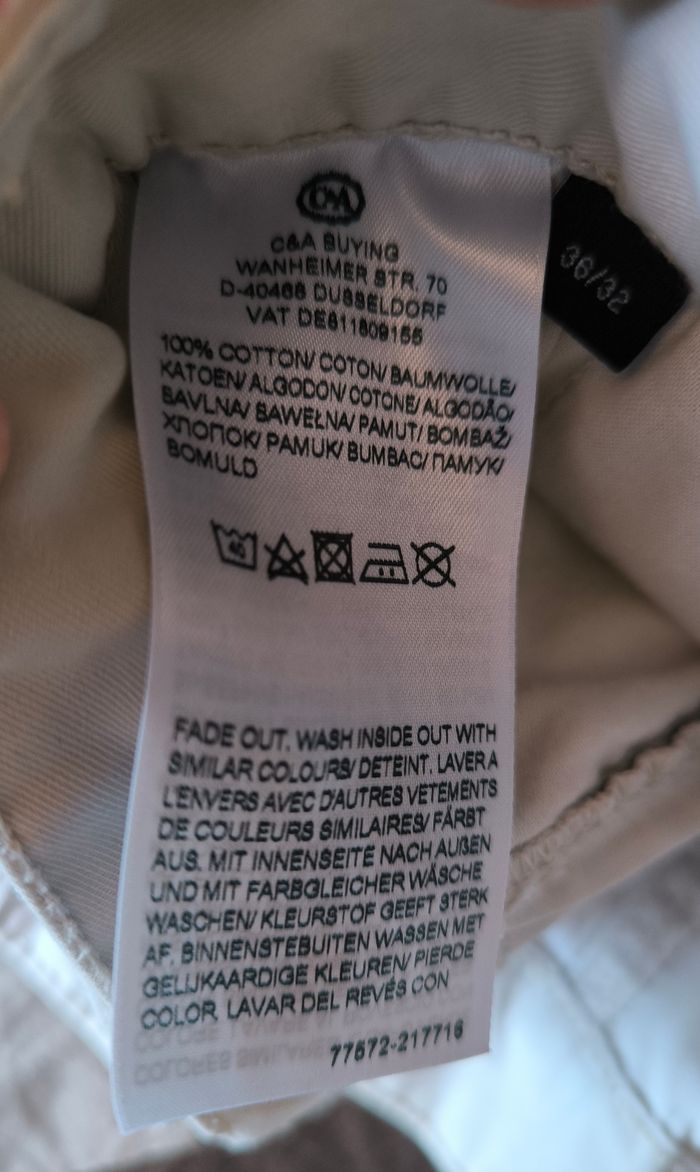 C&A
C&A BUYING
WANHEIMER STR. 70
D-40468 DUSSELDORF
VAT DE811809155
36/32
100% COTTON/ COTON/ BAUMWOLLE/
KATOEN/ ALGODON/ COTONE/ ALGODÃO/
BAVLNA/ BAWEŁNA/ PAMUT/ BOMBAŽ/
ХЛОПОК/ PAMUK/ BUMBAC/ ПАМУК/
BOMULD
40
FADE OUT. WASH INSIDE OUT WITH
SIMILAR COLOURS/ DETEINT. LAVER A
L'ENVERS AVEC D'AUTRES VETEMENTS
DE COULEURS SIMILAIRES/ FÄRBT
AUS. MIT INNENSEITE NACH AUßEN
UND MIT FARBGLEICHER WÄSCHE
WASCHEN/ KLEURSTOF GEEFT STERK
AF. BINNENSTEBUITEN WASSEN MET
GELIJKAARDIGE KLEUREN/ PIERDE
COLOR. LAVAR DEL REVÉS CON
77672-217716